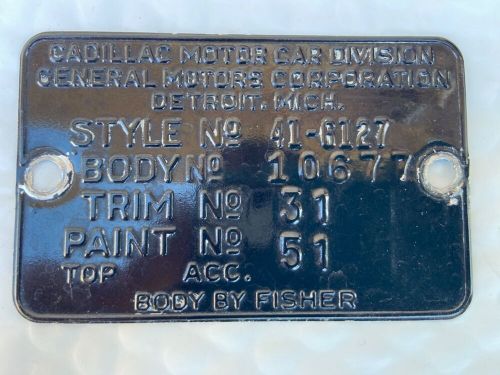 CADILLAC MOTOR CAR DIVISION
GENERAL MOTORS CORPORATION
DETROIT, MICH.
STYLE Nº 41-6127
BODY Nº 10677
TRIM Nº 31
PAINT Nº 51
TOP ACC.
BODY BY FISHER